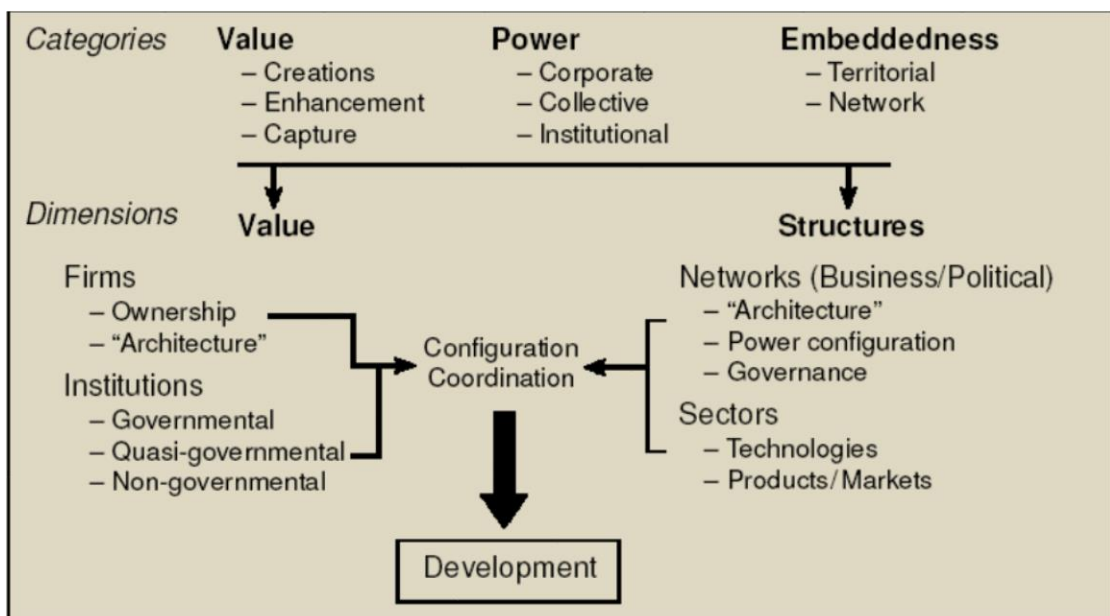 Categories
Value
– Creations
– Enhancement
– Capture
Power
– Corporate
– Collective
– Institutional
Embeddedness
– Territorial
– Network
Dimensions
Value
Firms
– Ownership
– “Architecture”
Institutions
– Governmental
– Quasi-governmental
– Non-governmental
Configuration
Coordination
Structures
Networks (Business/Political)
– “Architecture”
– Power configuration
– Governance
Sectors
– Technologies
– Products/Markets
Development